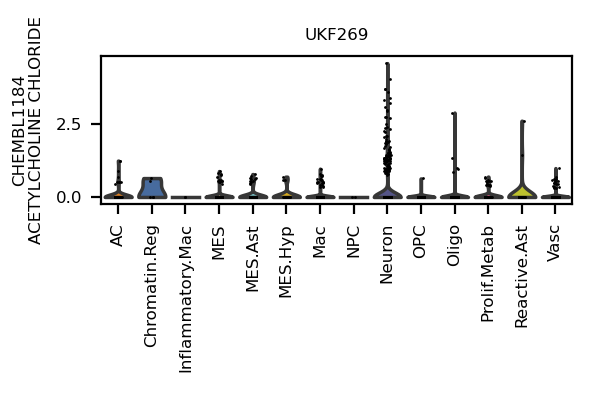 UKF269
CHEMBL1184
ACETYLCHOLINE CHLORIDE
2.5
0.0
AC
Chromatin.Reg
Inflammatory.Mac
MES
MES.Ast
MES.Hyp
Mac
NPC
Neuron
OPC
Oligo
Prolif.Metab
Reactive.Ast
Vasc